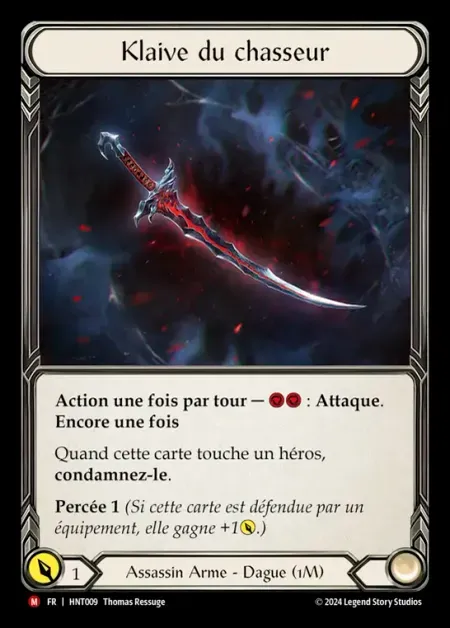 Klaive du chasseur
Action une fois par tour — : Attaque.
Encore une fois
Quand cette carte touche un héros,
condamnez-le.
Percée 1 (Si cette carte est défendue par un
équipement, elle gagne +1.)
1
Assassin Arme - Dague (1M)
M FR | HNT009 Thomas Ressuge
© 2024 Legend Story Studios